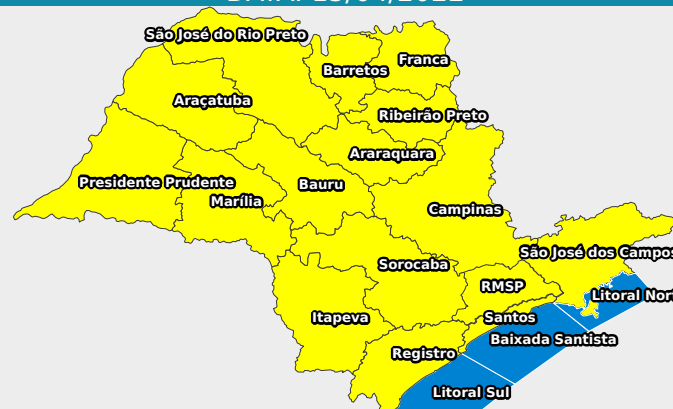 São José do Rio Preto
Franca
Barretos
Araçatuba
Ribeirão Preto
Araraquara
Presidente Prudente
Bauru
Marília
Campinas
São José dos Campos
Sorocaba
RMSP
Litoral Nor
Itapeva
Santos
Baixada Santista
Registro
Litoral Sul